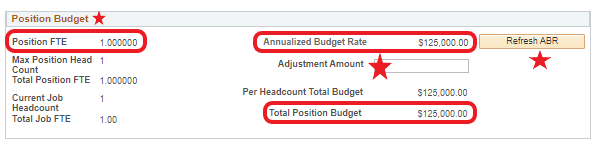 Position Budget
Position FTE 1.000000 Annualized Budget Rate $125,000.00 Refresh ABR
Max Position Head Count 1 Adjustment Amount
Total Position FTE 1.000000
Per Headcount Total Budget $125,000.00
Current Job Headcount 1
Total Position Budget $125,000.00
Total Job FTE 1.00